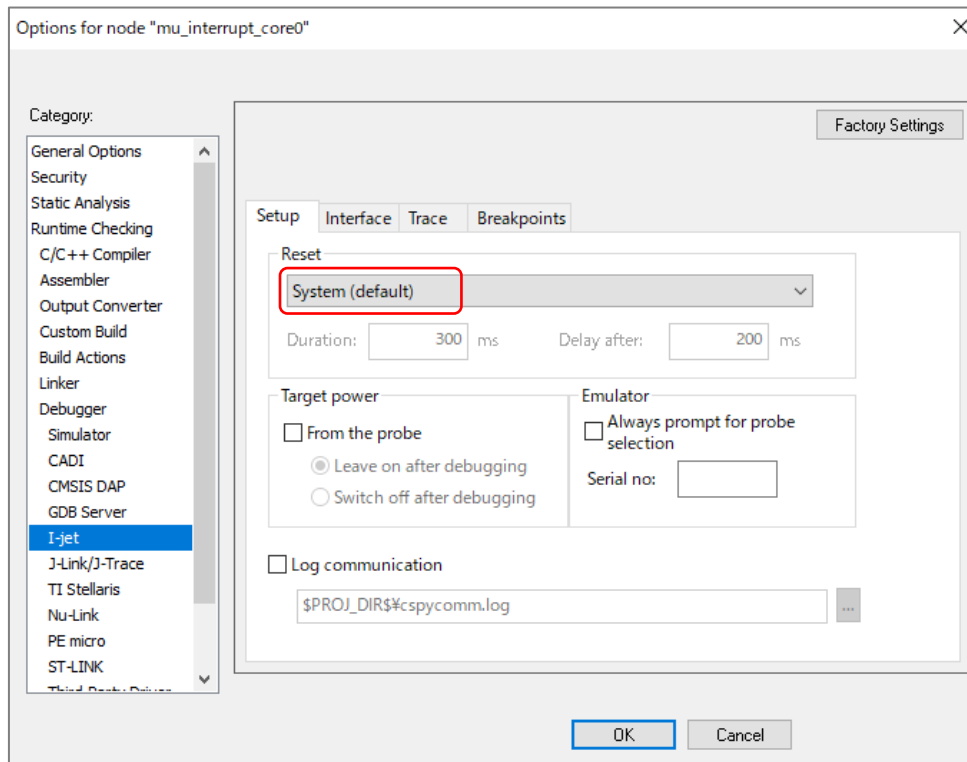 Options for node "mu_interrupt_core0"
Category:
General Options
Security
Static Analysis
Runtime Checking
C/C++ Compiler
Assembler
Output Converter
Custom Build
Build Actions
Linker
Debugger
Simulator
CADI
CMSIS DAP
GDB Server
I-jet
J-Link/J-Trace
TI Stellaris
Nu-Link
PE micro
ST-LINK
Third-Party Driver
Factory Settings
Setup Interface Trace Breakpoints
Reset
System (default)
Duration: 300 ms Delay after: 200 ms
Target power
From the probe
Leave on after debugging
Switch off after debugging
Emulator
Always prompt for probe
selection
Serial no:
Log communication
$PROJ_DIR$¥cspycomm.log
...
OK Cancel